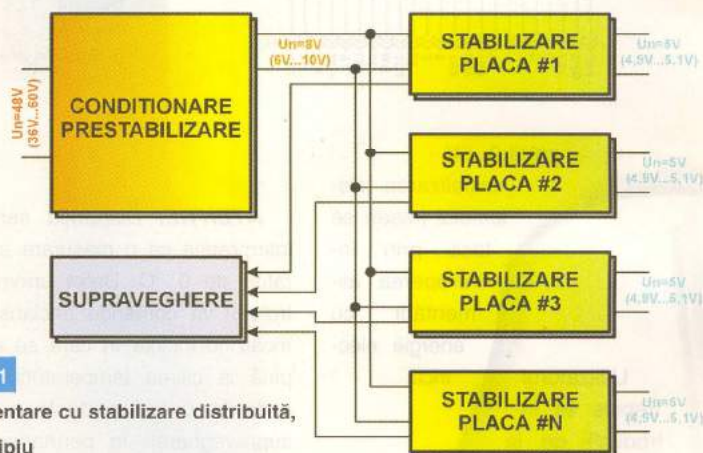 Un=48V
(36V...60V)
CONDITIONARE
PRESTABILIZARE
Un=8V
(6V...10V)
STABILIZARE
PLACA #1
Un=5V
(4,9V...5,1V)
STABILIZARE
PLACA #2
Un=5V
(4,9V...5,1V)
SUPRAVEGHERE
STABILIZARE
PLACA #3
Un=5V
(4,9V...5,1V)
STABILIZARE
PLACA #N
Un=5V
(4,9V...5,1V)
1
entare cu stabilizare distribuită,
cipiu